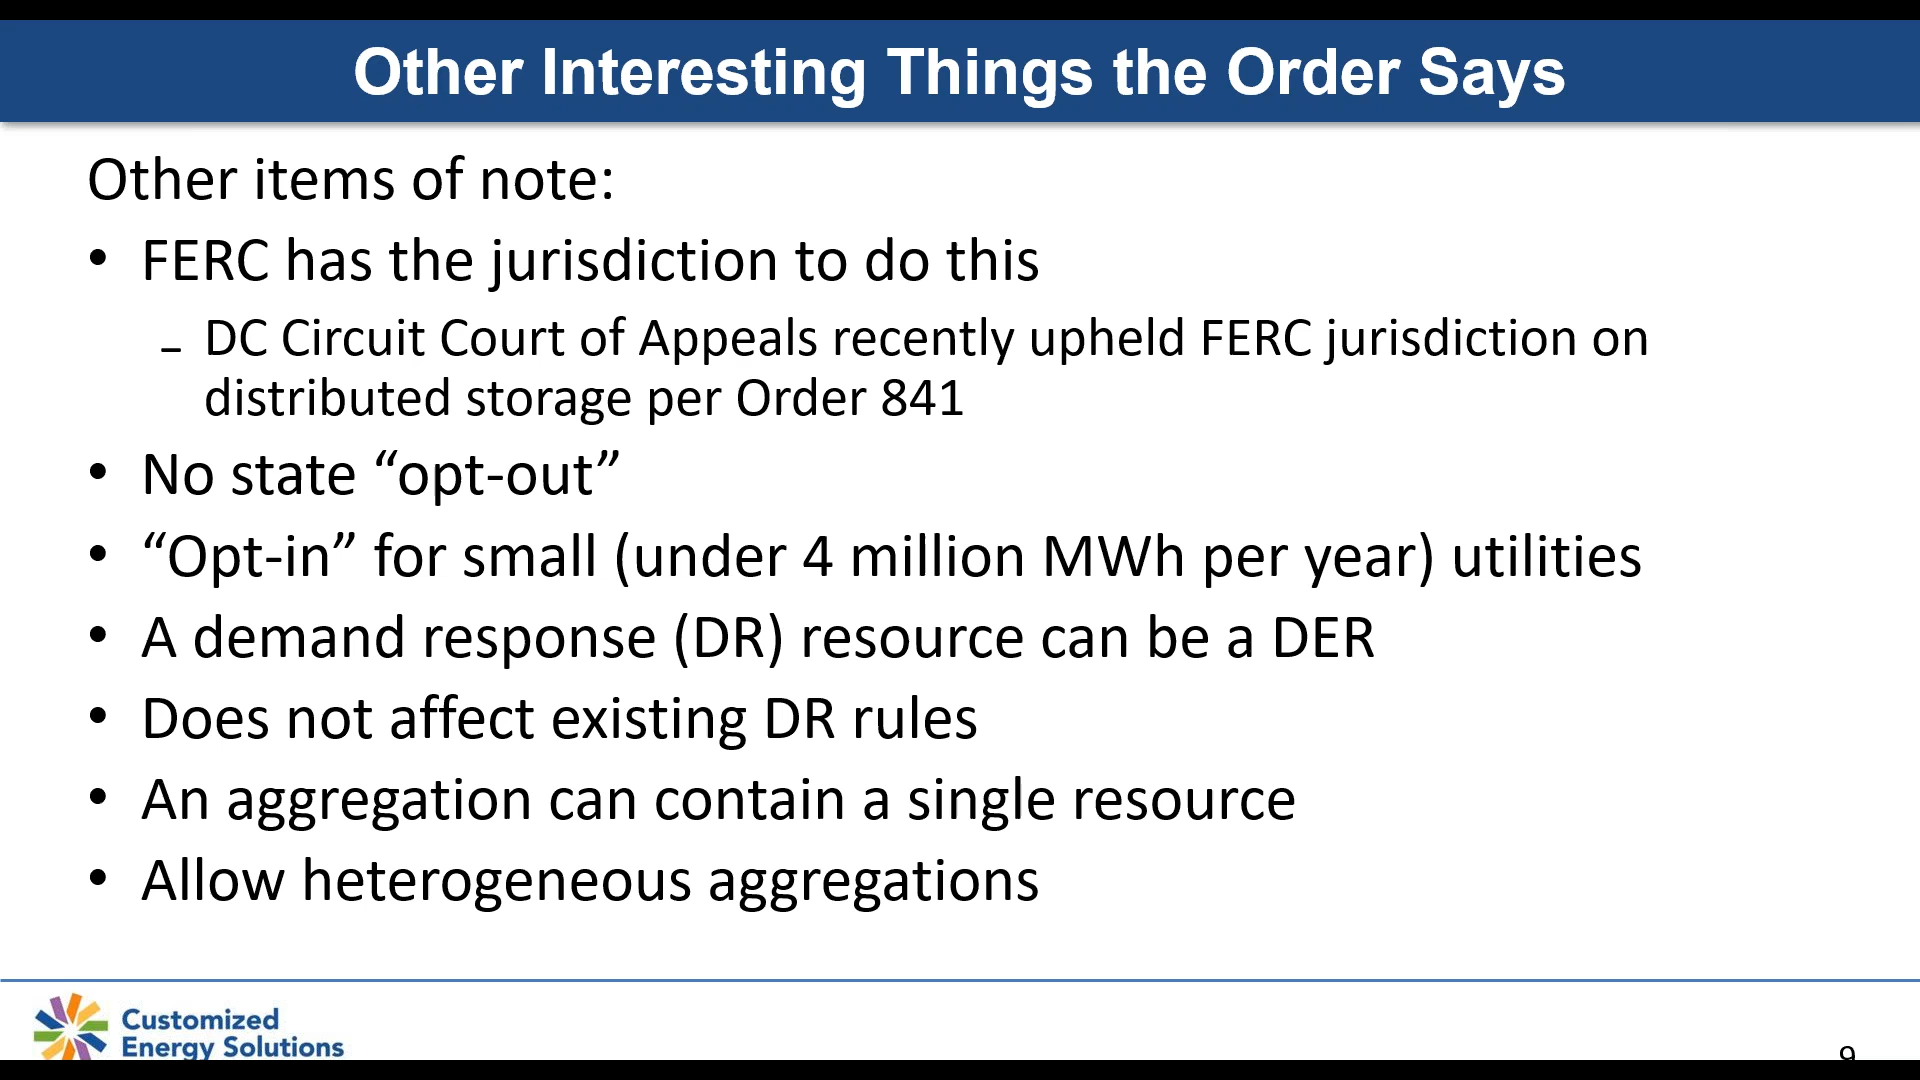 Other Interesting Things the Order Says
Other items of note:
• FERC has the jurisdiction to do this
– DC Circuit Court of Appeals recently upheld FERC jurisdiction on
distributed storage per Order 841
• No state “opt-out”
• “Opt-in” for small (under 4 million MWh per year) utilities
• A demand response (DR) resource can be a DER
• Does not affect existing DR rules
• An aggregation can contain a single resource
• Allow heterogeneous aggregations
Customized
Energy Solutions
9